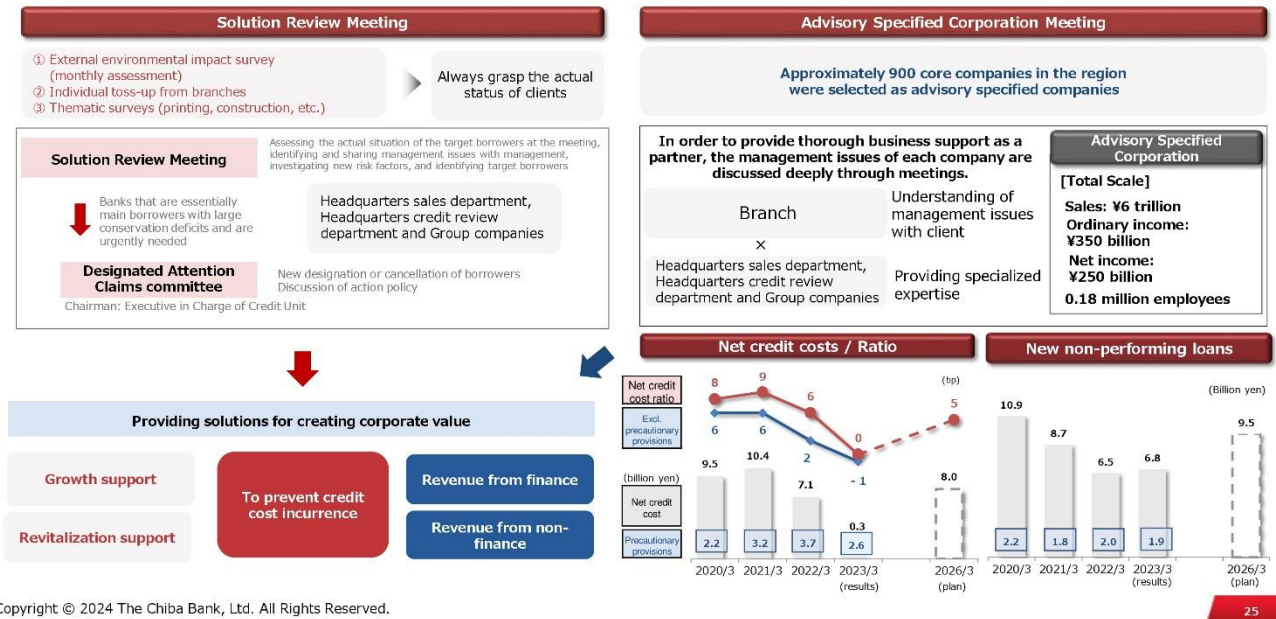 Solution Review Meeting
① External environmental impact survey
(monthly assessment)
② Individual toss-up from branches
③ Thematic surveys (printing, construction, etc.)
Always grasp the actual
status of clients
Solution Review Meeting
Assessing the actual situation of the target borrowers at the meeting,
identifying and sharing management issues with management,
investigating new risk factors, and identifying target borrowers
Banks that are essentially
main borrowers with large
conservation deficits and are
urgently needed
Headquarters sales department,
Headquarters credit review
department and Group companies
Designated Attention
Claims committee
New designation or cancellation of borrowers
Discussion of action policy
Chairman: Executive in Charge of Credit Unit
Providing solutions for creating corporate value
Growth support
Revitalization support
To prevent credit
cost incurrence
Revenue from finance
Revenue from non-
finance
Advisory Specified Corporation Meeting
Approximately 900 core companies in the region
were selected as advisory specified companies
In order to provide thorough business support as a
partner, the management issues of each company are
discussed deeply through meetings.
Branch
×
Headquarters sales department,
Headquarters credit review
department and Group companies
Understanding of
management issues
with client
Providing specialized
expertise
Advisory Specified
Corporation
[Total Scale]
Sales: ¥6 trillion
Ordinary income:
¥350 billion
Net income:
¥250 billion
0.18 million employees
Net credit costs / Ratio
Net credit
cost ratio
Excl.
precautionary
provisions
(bp)
8
9
6
0
5
6
6
2
- 1
(billion yen)
Net credit
cost
Precautionary
provisions
9.5
10.4
7.1
0.3
8.0
2.2
3.2
3.7
2.6
2020/3
2021/3
2022/3
2023/3
(results)
2026/3
(plan)
New non-performing loans
(Billion yen)
10.9
8.7
6.5
6.8
9.5
2.2
1.8
2.0
1.9
2020/3
2021/3
2022/3
2023/3
(results)
2026/3
(plan)
Copyright © 2024 The Chiba Bank, Ltd. All Rights Reserved.
25